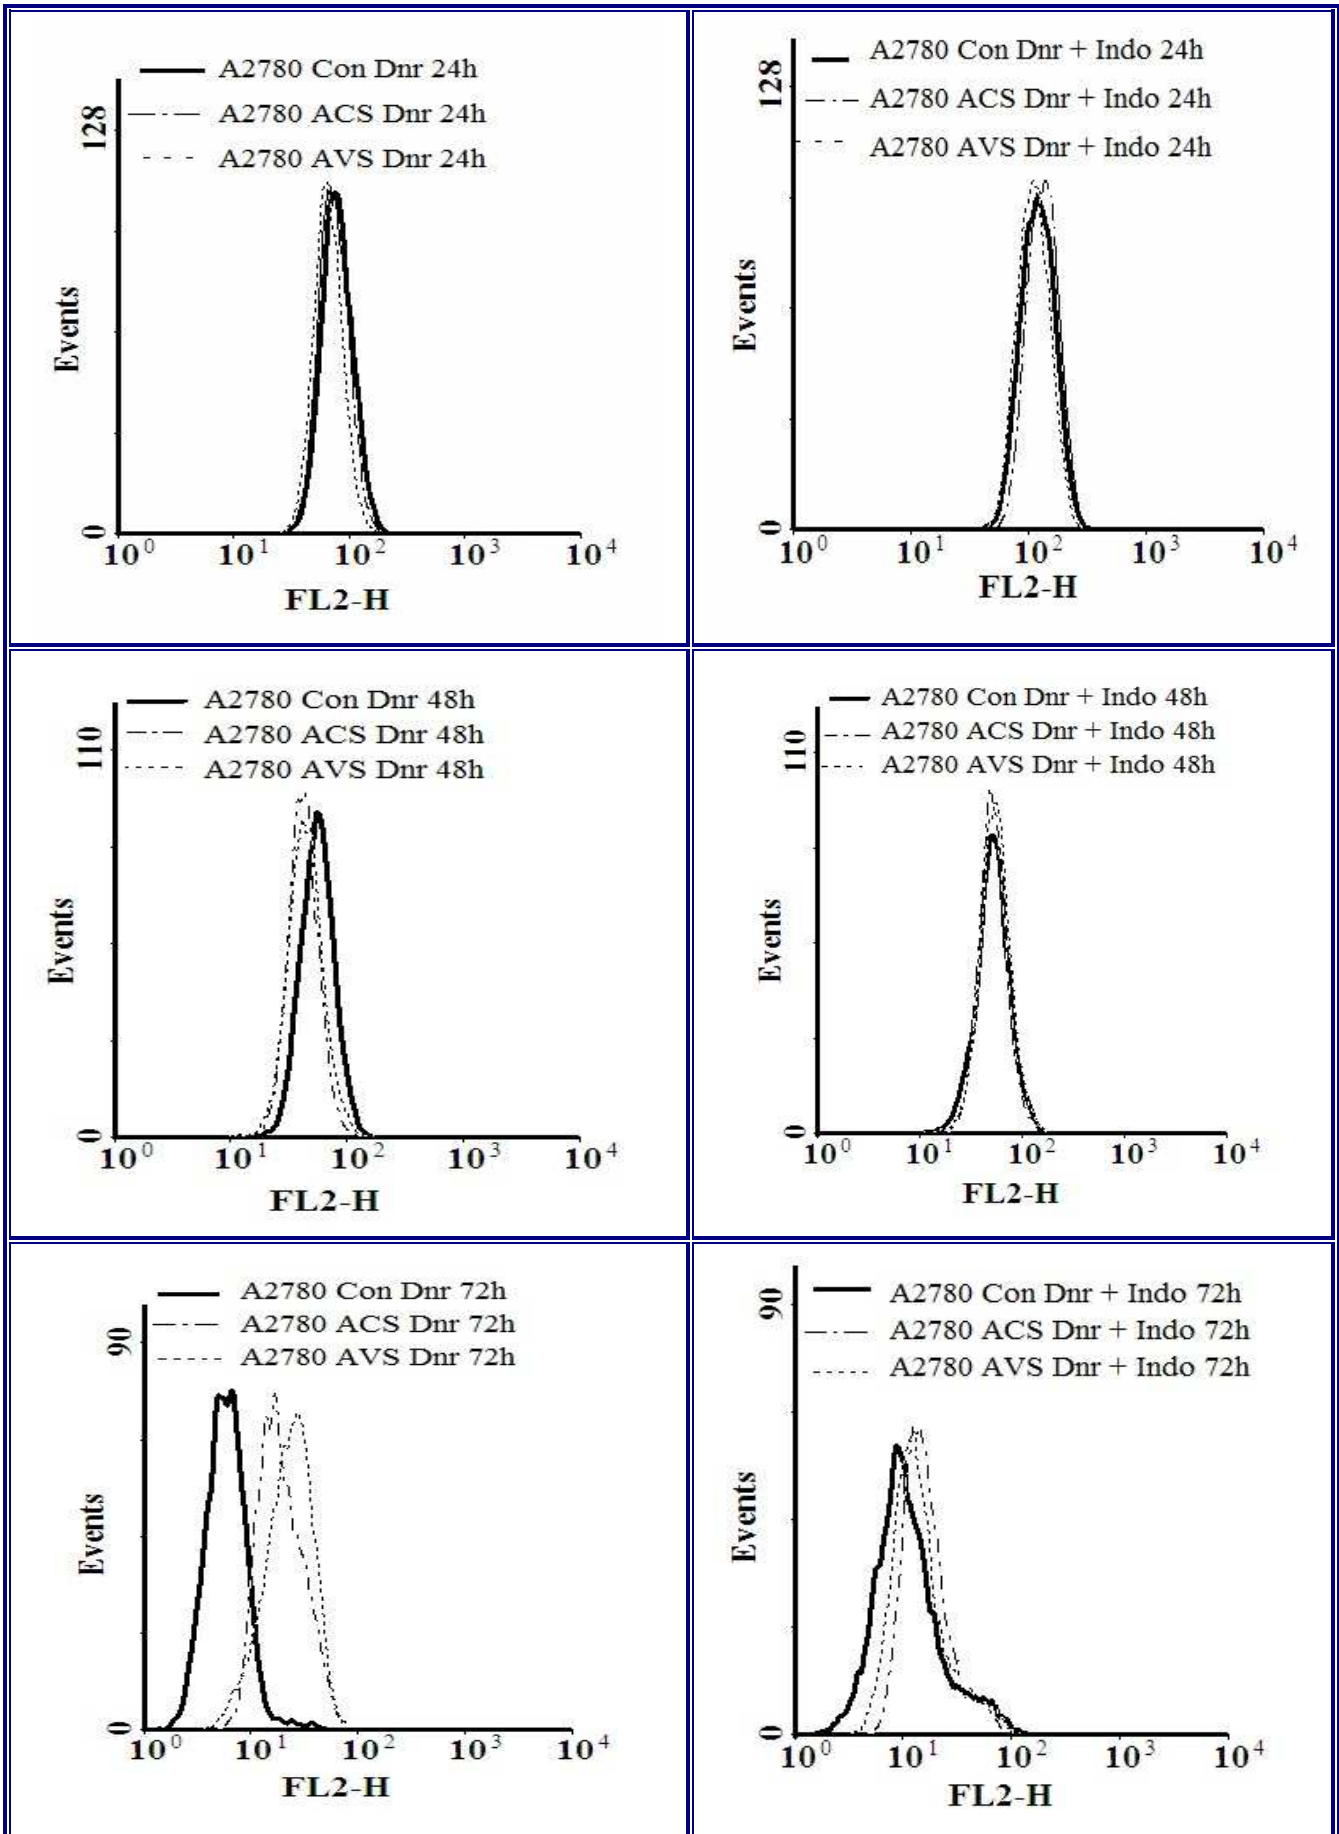 A2780 Con Dnr 24h
A2780 ACS Dnr 24h
A2780 AVS Dnr 24h
128
Events
0
10⁰ 10¹ 10² 10³ 10⁴
FL2-H
A2780 Con Dnr + Indo 24h
A2780 ACS Dnr + Indo 24h
A2780 AVS Dnr + Indo 24h
128
Events
0
10⁰ 10¹ 10² 10³ 10⁴
FL2-H
A2780 Con Dnr 48h
A2780 ACS Dnr 48h
A2780 AVS Dnr 48h
110
Events
0
10⁰ 10¹ 10² 10³ 10⁴
FL2-H
A2780 Con Dnr + Indo 48h
A2780 ACS Dnr + Indo 48h
A2780 AVS Dnr + Indo 48h
110
Events
0
10⁰ 10¹ 10² 10³ 10⁴
FL2-H
A2780 Con Dnr 72h
A2780 ACS Dnr 72h
A2780 AVS Dnr 72h
90
Events
0
10⁰ 10¹ 10² 10³ 10⁴
FL2-H
A2780 Con Dnr + Indo 72h
A2780 ACS Dnr + Indo 72h
A2780 AVS Dnr + Indo 72h
90
Events
0
10⁰ 10¹ 10² 10³ 10⁴
FL2-H